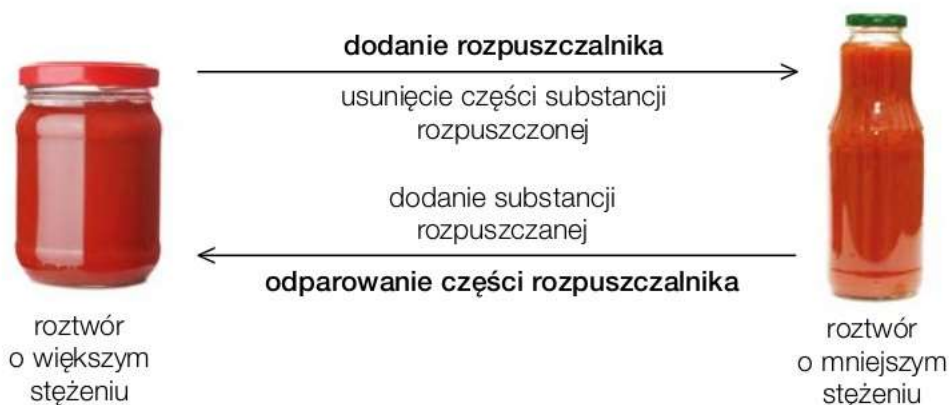 dodanie rozpuszczalnika
usunięcie części substancji
rozpuszczonej
dodanie substancji
rozpuszczanej
odparowanie części rozpuszczalnika
roztwór
o większym
stężeniu
roztwór
o mniejszym
stężeniu